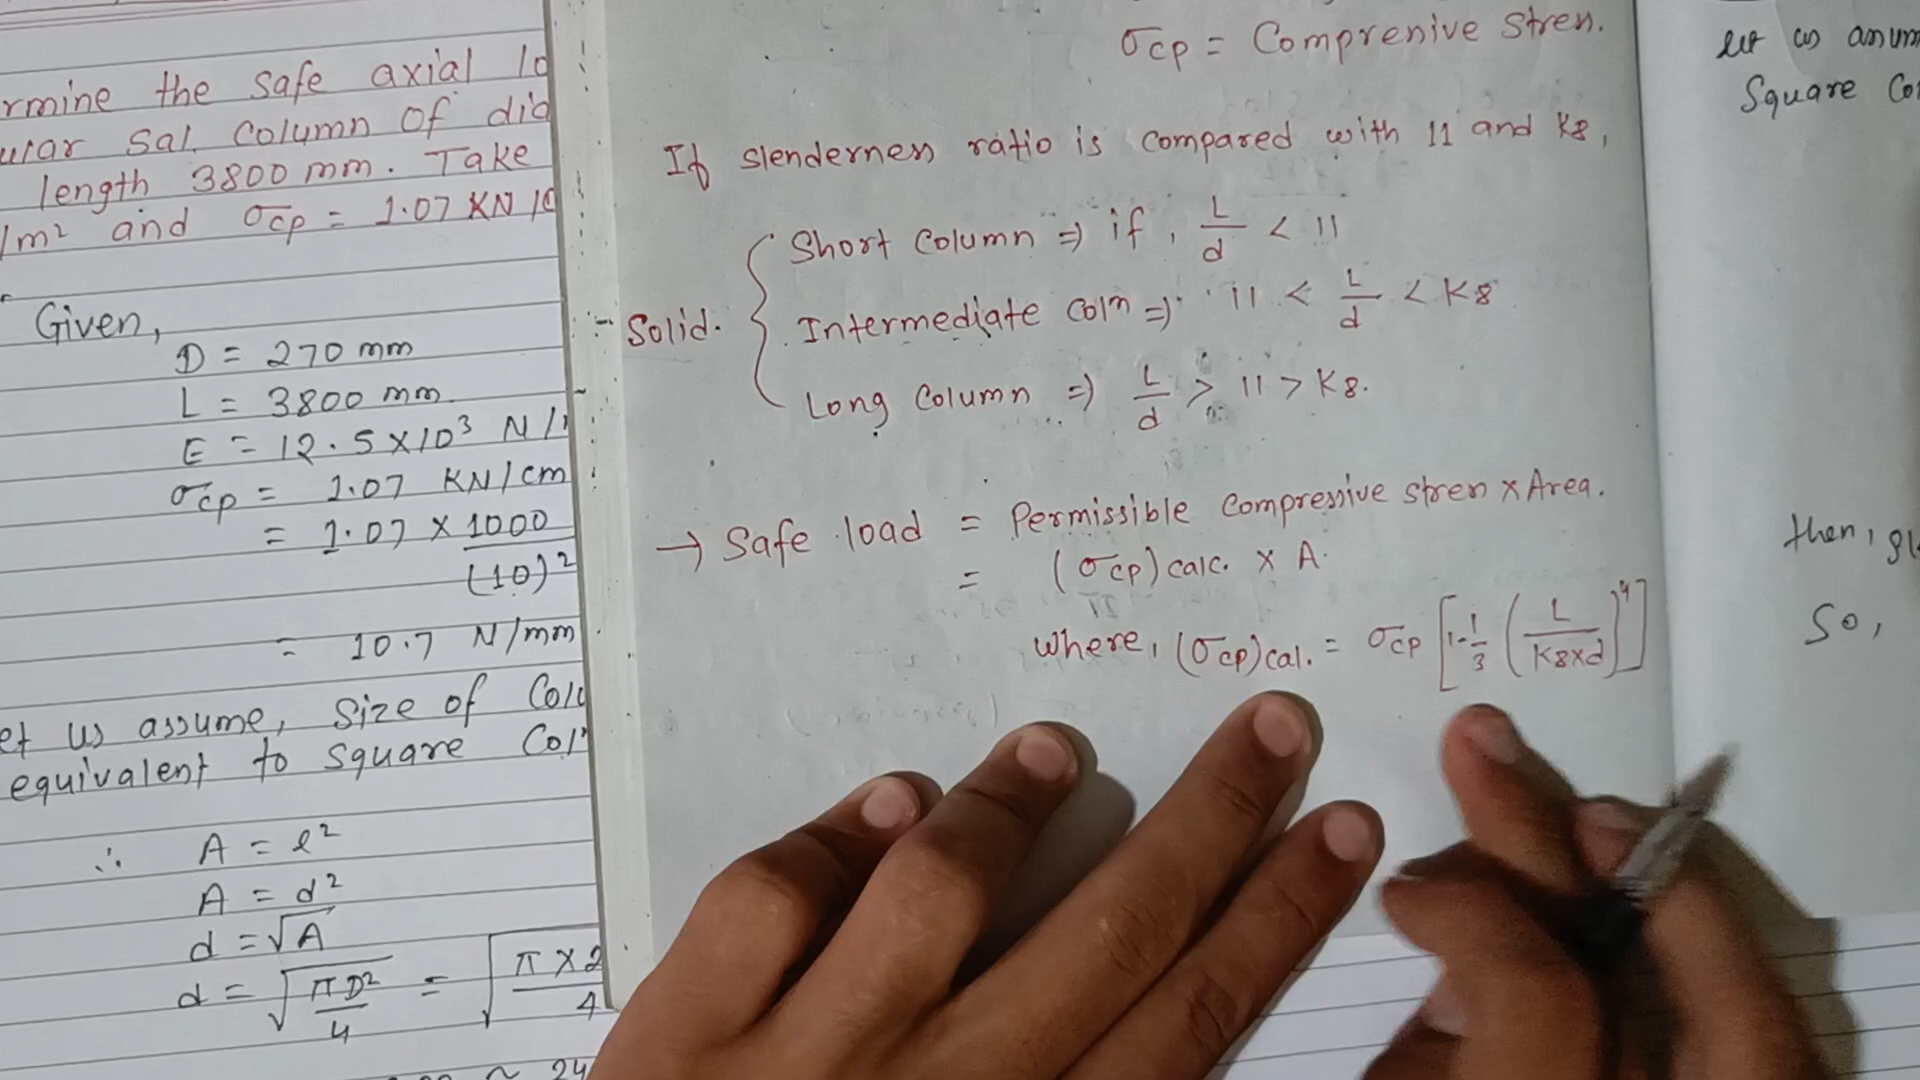 rmine the safe axial lo
ular sal. column of dia
length 3800 mm. Take
/m² and σcp = 1.07 KN/c
Given,
D = 270 mm
L = 3800 mm.
E = 12.5×10³ N/
σcp = 1.07 KN/cm
= 1.07 × 1000/(10)²
= 10.7 N/mm
et us assume, size of Colu
equivalent to square Col
∴ A = l²
A = d²
d = √A
d = √(πD²/4) = √(π×2/4
≈ 24
σcp = Compressive stress.
If slenderness ratio is compared with 11 and K8,
Solid.
Short Column ⇒ if, L/d < 11
Intermediate Colⁿ ⇒ 11 < L/d < K8
Long Column ⇒ L/d > 11 > K8.
→ Safe load = Permissible compressive stress × Area.
= (σcp)calc. × A.
where, (σcp)cal. = σcp [1-1/3 (L/K8×d)⁴]
let us assum
Square Co
then,
So,